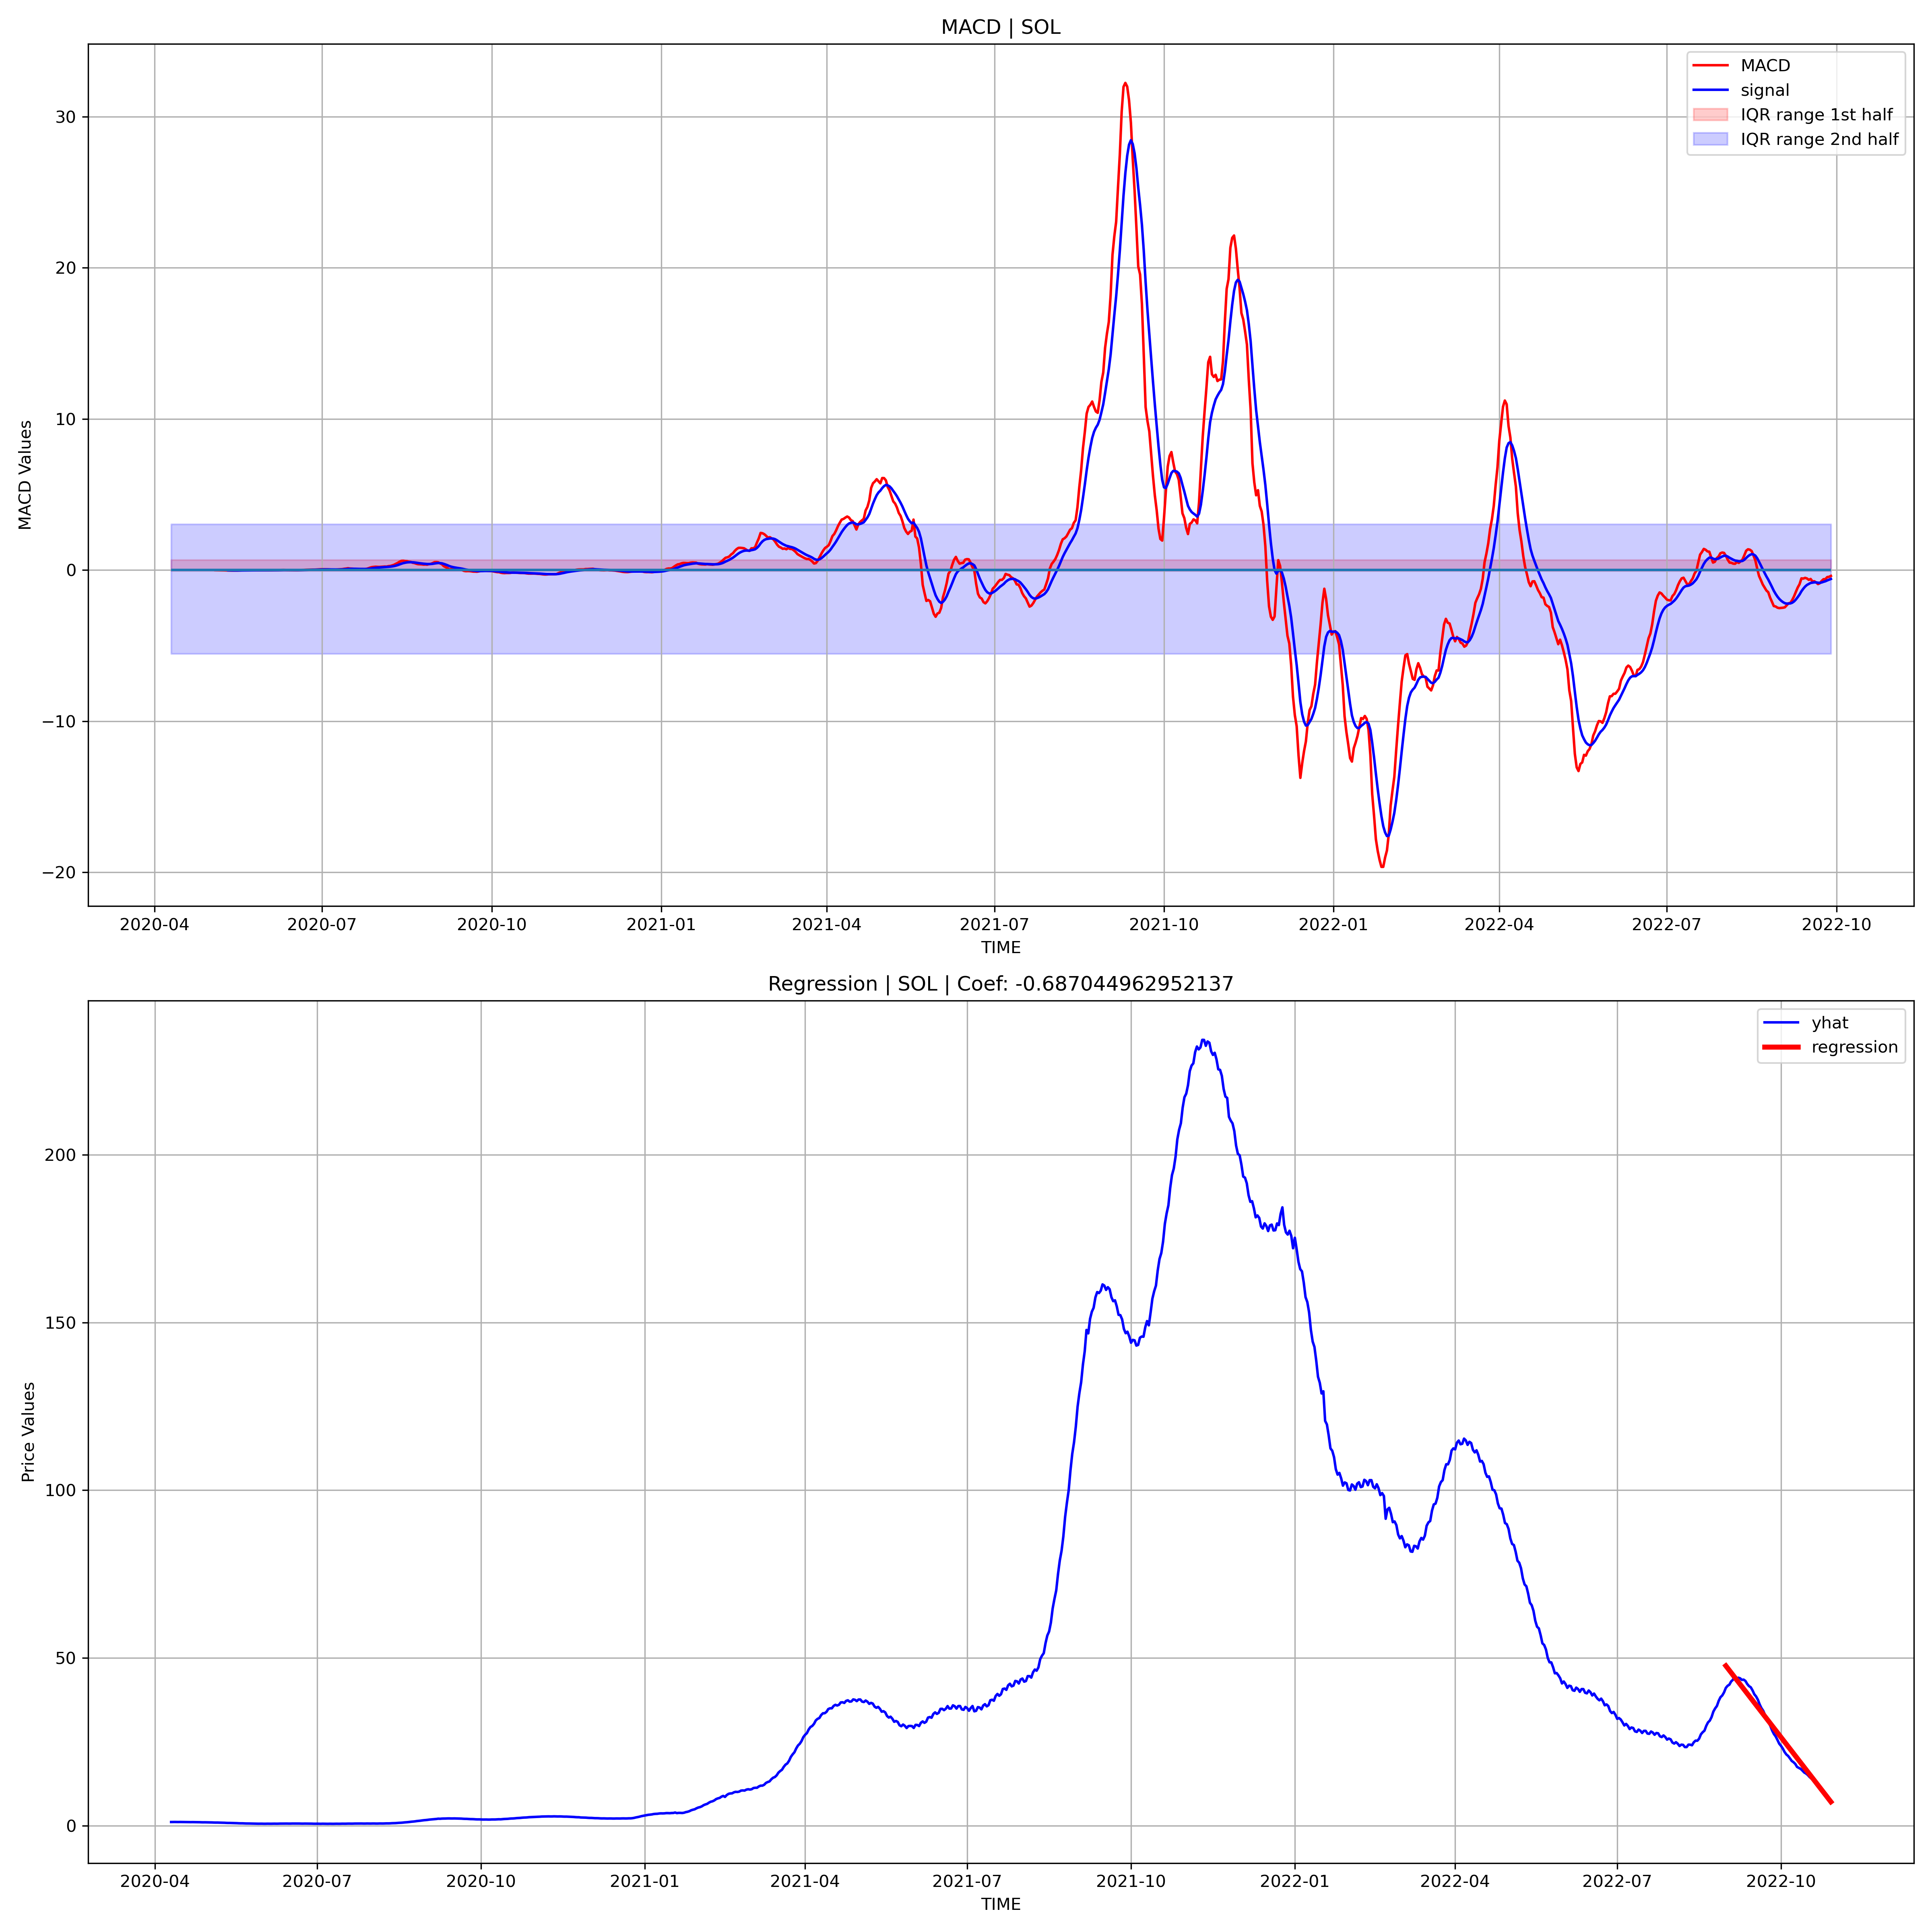 MACD | SOL
MACD
signal
IQR range 1st half
IQR range 2nd half
MACD Values
30
20
10
0
−10
−20
2020-04 2020-07 2020-10 2021-01 2021-04 2021-07 2021-10 2022-01 2022-04 2022-07 2022-10
TIME
Regression | SOL | Coef: -0.687044962952137
yhat
regression
Price Values
200
150
100
50
0
2020-04 2020-07 2020-10 2021-01 2021-04 2021-07 2021-10 2022-01 2022-04 2022-07 2022-10
TIME